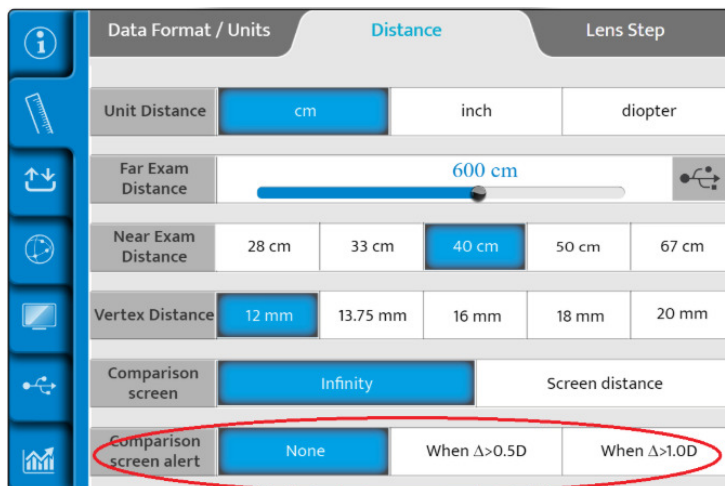 Data Format / Units
Distance
Lens Step
Unit Distance
cm
inch
diopter
Far Exam
Distance
600 cm
Near Exam
Distance
28 cm
33 cm
40 cm
50 cm
67 cm
Vertex Distance
12 mm
13.75 mm
16 mm
18 mm
20 mm
Comparison
screen
Infinity
Screen distance
Comparison
screen alert
None
When Δ>0.5D
When Δ>1.0D